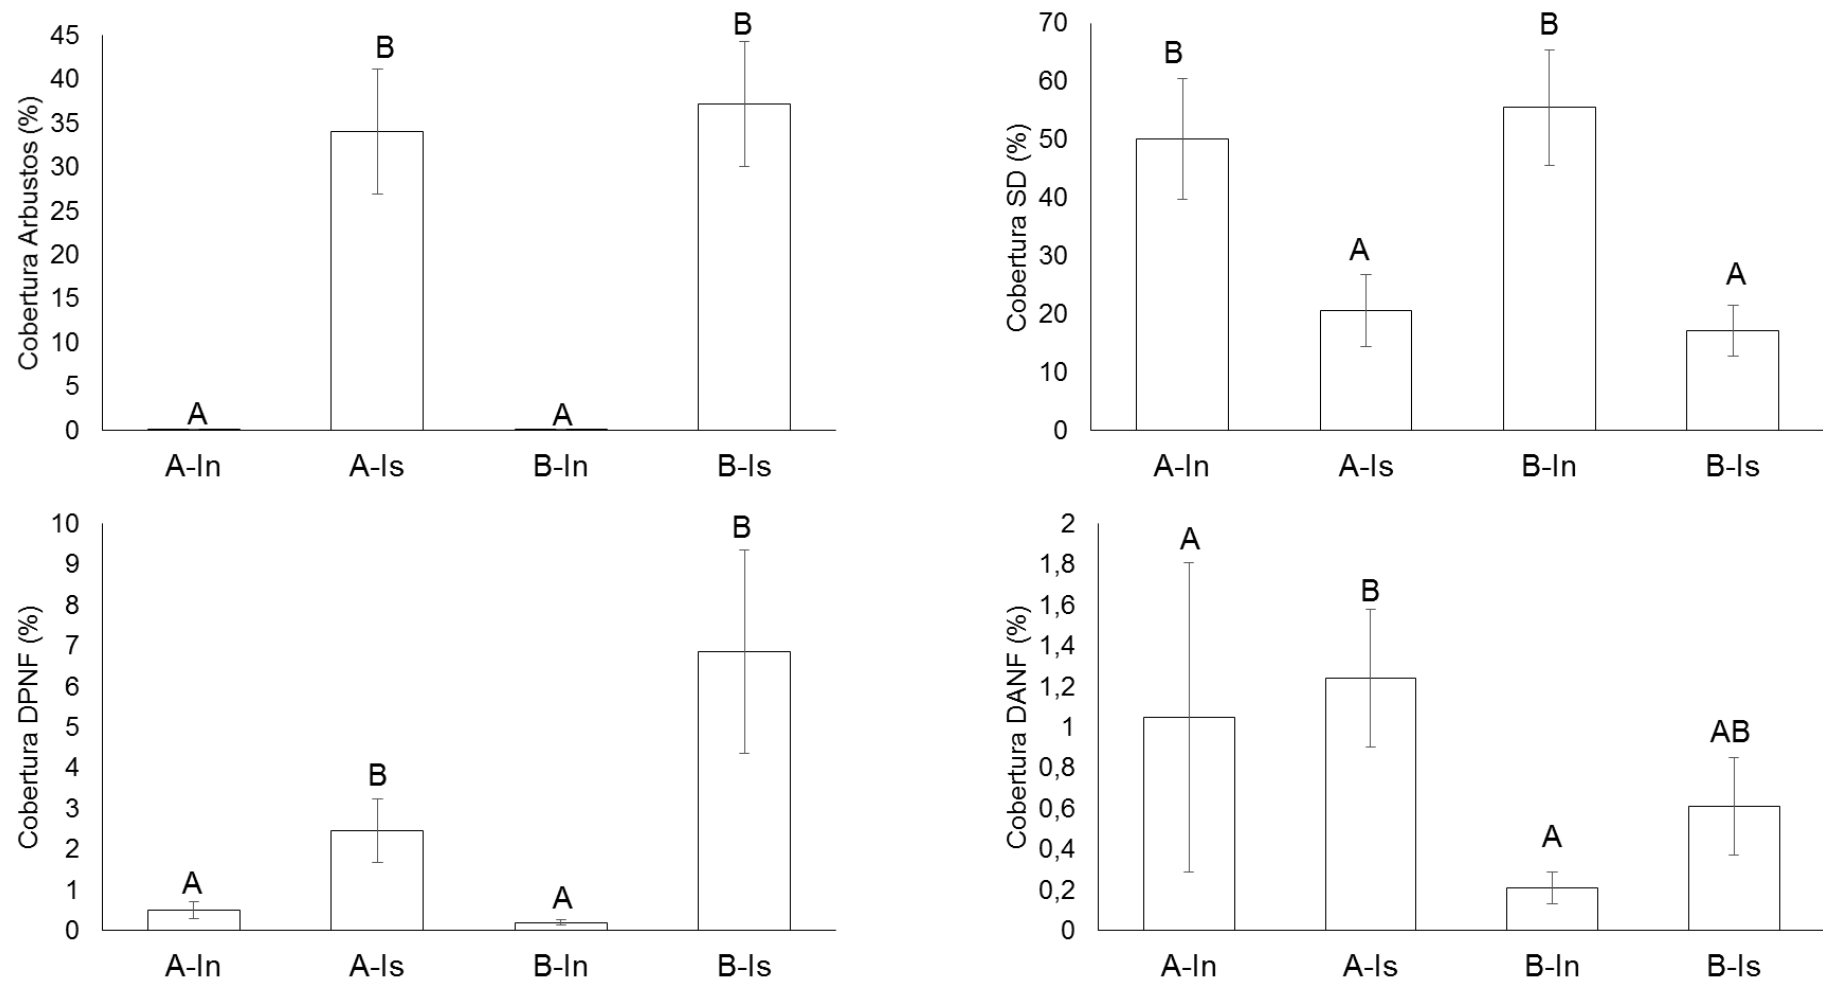 Cobertura Arbustos (%)
45
40
35
30
25
20
15
10
5
0
A
B
A
B
A-In
A-Is
B-In
B-Is
Cobertura SD (%)
70
60
50
40
30
20
10
0
B
A
B
A
A-In
A-Is
B-In
B-Is
Cobertura DPNF (%)
10
9
8
7
6
5
4
3
2
1
0
A
B
A
B
A-In
A-Is
B-In
B-Is
Cobertura DANF (%)
2
1,8
1,6
1,4
1,2
1
0,8
0,6
0,4
0,2
0
A
B
A
AB
A-In
A-Is
B-In
B-Is